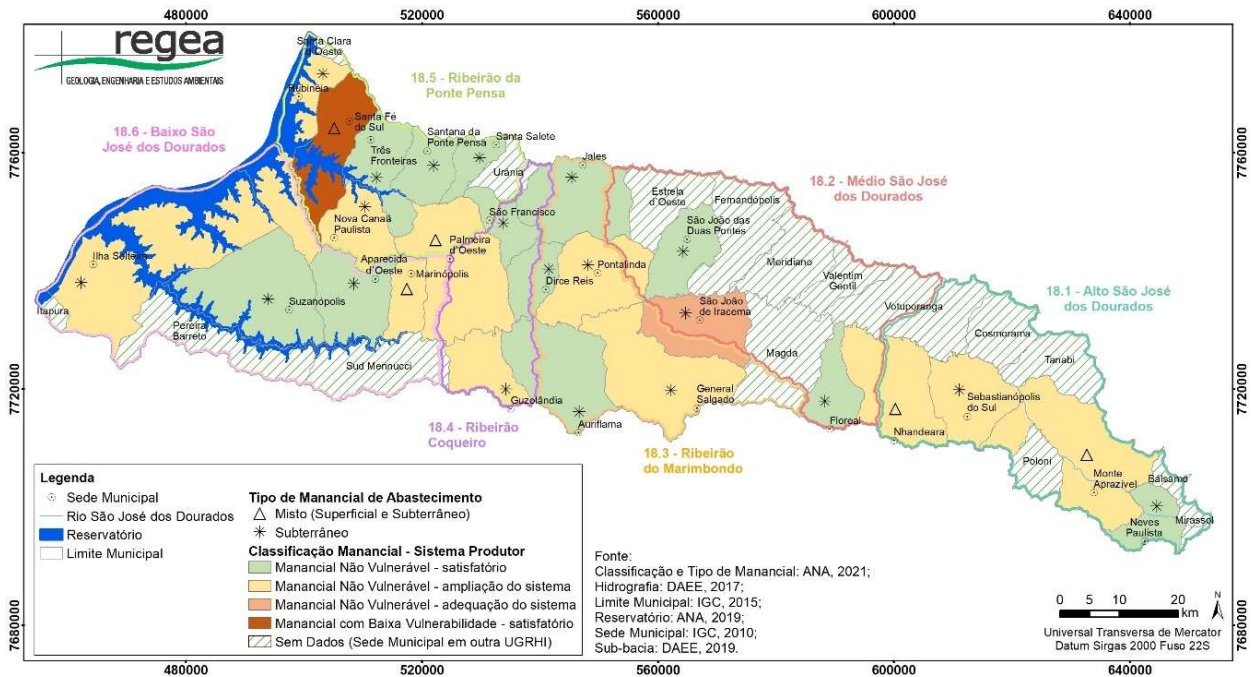 480000
520000
560000
600000
640000
regea
GEOLOGIA, ENGENHARIA E ESTUDOS AMBIENTAIS
Santa Clara
d'Oeste
Rubinéia
18.5 - Ribeirão da
Ponte Pensa
18.6 - Baixo São
José dos Dourados
Santa Fé
do Sul
Três
Fronteiras
Santana da
Ponte Pensa
Santa Salete
Urânia
Jales
7760000
7760000
18.2 - Médio São José
dos Dourados
Estrela
d'Oeste
Fernandópolis
São João das
Duas Pontes
Meridiano
Valentim
Gentil
Votuporanga
Nova Canaã
Paulista
São Francisco
Palmeira
d'Oeste
Aparecida
d'Oeste
Marinópolis
Ilha Solteira
Itapura
Suzanápolis
Pereira
Barreto
Sud Mennucci
Dirce Reis
Pontalinda
São João
de Iracema
Magda
18.1 - Alto São José
dos Dourados
Cosmorama
Tanabi
7720000
7720000
General
Salgado
Guzolândia
Auriflama
Floreal
Nhandeara
Sebastianópolis
do Sul
18.4 - Ribeirão
Coqueiro
18.3 - Ribeirão
do Marimbondo
Poloni
Monte
Aprazível
Bálsamo
Mirassol
Neves
Paulista
Legenda
Sede Municipal
Rio São José dos Dourados
Reservatório
Limite Municipal
Tipo de Manancial de Abastecimento
Misto (Superficial e Subterrâneo)
Subterrâneo
Classificação Manancial - Sistema Produtor
Manancial Não Vulnerável - satisfatório
Manancial Não Vulnerável - ampliação do sistema
Manancial Não Vulnerável - adequação do sistema
Manancial com Baixa Vulnerabilidade - satisfatório
Sem Dados (Sede Municipal em outra UGRHI)
Fonte:
Classificação e Tipo de Manancial: ANA, 2021;
Hidrografia: DAEE, 2017;
Limite Municipal: IGC, 2015;
Reservatório: ANA, 2019;
Sede Municipal: IGC, 2010;
Sub-bacia: DAEE, 2019.
0 5 10 20
km
N
Universal Transversa de Mercator
Datum Sirgas 2000 Fuso 22S
7680000
7680000
480000
520000
560000
600000
640000